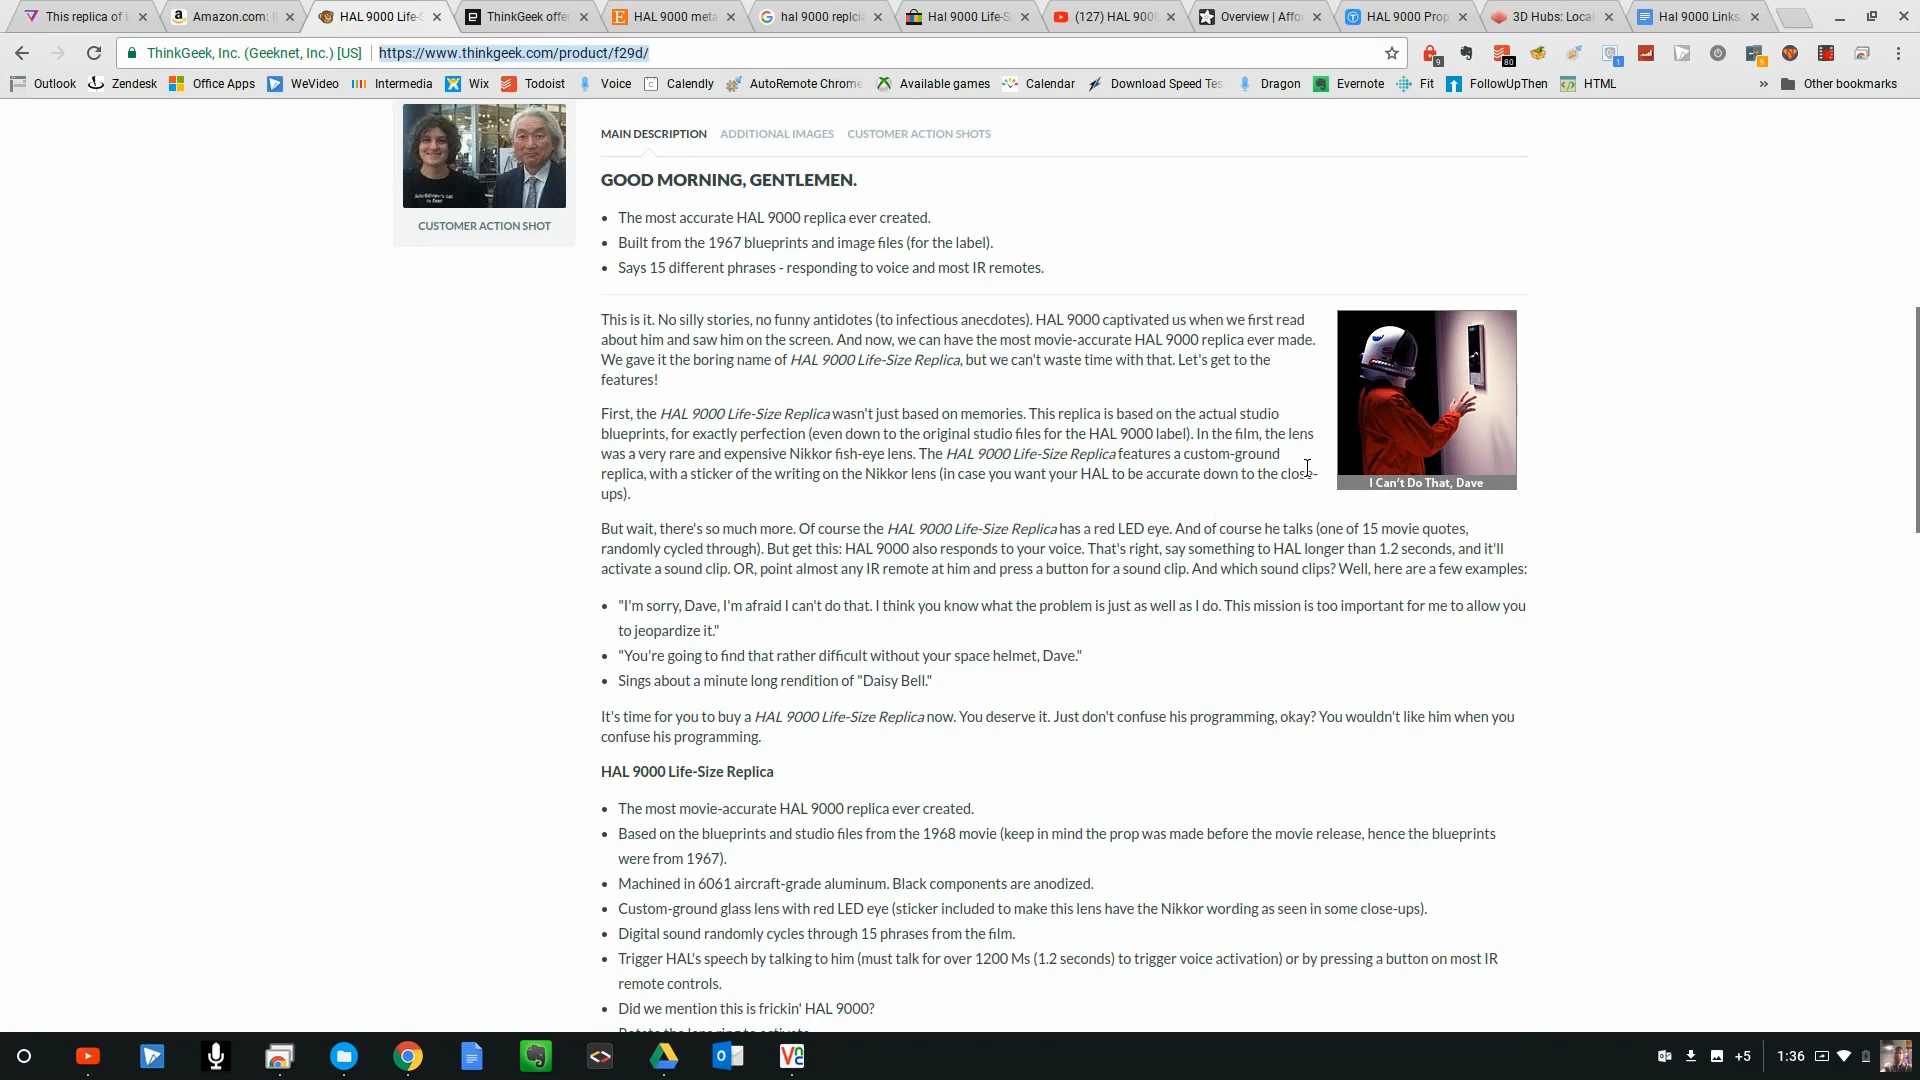 This replica of
Amazon.com:
HAL 9000 Life-S
ThinkGeek offer
HAL 9000 meta
hal 9000 replcia
Hal 9000 Life-S
(127) HAL 900
Overview | Affo
HAL 9000 Prop
3D Hubs: Local
Hal 9000 Links
ThinkGeek, Inc. (Geeknet, Inc.) [US]
https://www.thinkgeek.com/product/f29d/
Outlook
Zendesk
Office Apps
WeVideo
Intermedia
Wix
Todoist
Voice
Calendly
AutoRemote Chrome
Available games
Calendar
Download Speed Tes
Dragon
Evernote
Fit
FollowUpThen
HTML
Other bookmarks
CUSTOMER ACTION SHOT
MAIN DESCRIPTION
ADDITIONAL IMAGES
CUSTOMER ACTION SHOTS
GOOD MORNING, GENTLEMEN.
• The most accurate HAL 9000 replica ever created.
• Built from the 1967 blueprints and image files (for the label).
• Says 15 different phrases - responding to voice and most IR remotes.
This is it. No silly stories, no funny antidotes (to infectious anecdotes). HAL 9000 captivated us when we first read
about him and saw him on the screen. And now, we can have the most movie-accurate HAL 9000 replica ever made.
We gave it the boring name of HAL 9000 Life-Size Replica, but we can't waste time with that. Let's get to the
features!
First, the HAL 9000 Life-Size Replica wasn't just based on memories. This replica is based on the actual studio
blueprints, for exactly perfection (even down to the original studio files for the HAL 9000 label). In the film, the lens
was a very rare and expensive Nikkor fish-eye lens. The HAL 9000 Life-Size Replica features a custom-ground
replica, with a sticker of the writing on the Nikkor lens (in case you want your HAL to be accurate down to the close-
ups).
I Can't Do That, Dave
But wait, there's so much more. Of course the HAL 9000 Life-Size Replica has a red LED eye. And of course he talks (one of 15 movie quotes,
randomly cycled through). But get this: HAL 9000 also responds to your voice. That's right, say something to HAL longer than 1.2 seconds, and it'll
activate a sound clip. OR, point almost any IR remote at him and press a button for a sound clip. And which sound clips? Well, here are a few examples:
• "I'm sorry, Dave, I'm afraid I can't do that. I think you know what the problem is just as well as I do. This mission is too important for me to allow you
to jeopardize it."
• "You're going to find that rather difficult without your space helmet, Dave."
• Sings about a minute long rendition of "Daisy Bell."
It's time for you to buy a HAL 9000 Life-Size Replica now. You deserve it. Just don't confuse his programming, okay? You wouldn't like him when you
confuse his programming.
HAL 9000 Life-Size Replica
• The most movie-accurate HAL 9000 replica ever created.
• Based on the blueprints and studio files from the 1968 movie (keep in mind the prop was made before the movie release, hence the blueprints
were from 1967).
• Machined in 6061 aircraft-grade aluminum. Black components are anodized.
• Custom-ground glass lens with red LED eye (sticker included to make this lens have the Nikkor wording as seen in some close-ups).
• Digital sound randomly cycles through 15 phrases from the film.
• Trigger HAL's speech by talking to him (must talk for over 1200 Ms (1.2 seconds) to trigger voice activation) or by pressing a button on most IR
remote controls.
• Did we mention this is frickin' HAL 9000?
• Rotate the lens ring to activate
+5
1:36